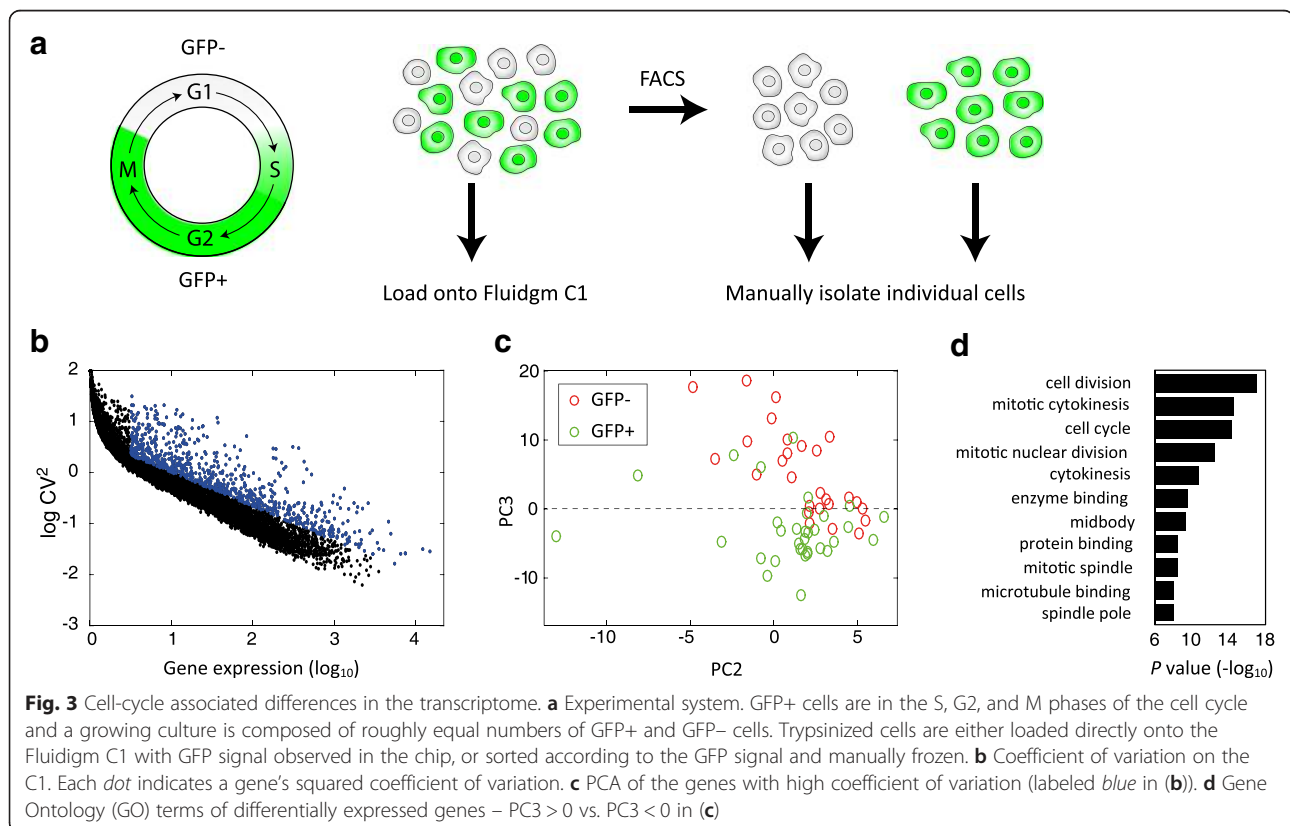 a
GFP-
G1
S
G2
M
GFP+
FACS
Load onto Fluidgm C1
Manually isolate individual cells
b
log CV²
2
1
0
-1
-2
-3
0 1 2 3 4
Gene expression (log₁₀)
c
GFP-
GFP+
PC3
20
10
0
-10
-10 -5 0 5
PC2
d
cell division
mitotic cytokinesis
cell cycle
mitotic nuclear division
cytokinesis
enzyme binding
midbody
protein binding
mitotic spindle
microtubule binding
spindle pole
6 10 14 18
P value (-log₁₀)
Fig. 3 Cell-cycle associated differences in the transcriptome. a Experimental system. GFP+ cells are in the S, G2, and M phases of the cell cycle
and a growing culture is composed of roughly equal numbers of GFP+ and GFP– cells. Trypsinized cells are either loaded directly onto the
Fluidigm C1 with GFP signal observed in the chip, or sorted according to the GFP signal and manually frozen. b Coefficient of variation on the
C1. Each dot indicates a gene's squared coefficient of variation. c PCA of the genes with high coefficient of variation (labeled blue in (b)). d Gene
Ontology (GO) terms of differentially expressed genes – PC3 > 0 vs. PC3 < 0 in (c)